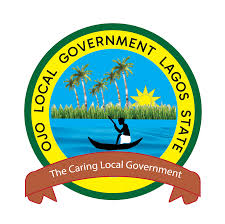 OJO LOCAL GOVERNMENT LAGOS STATE
The Caring Local Government